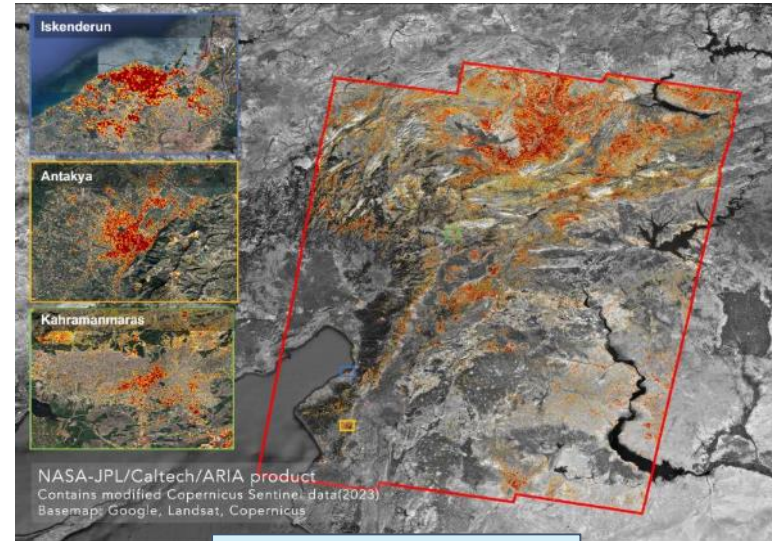 Iskenderun
Antakya
Kahramanmaras
NASA-JPL/Caltech/ARIA product
Contains modified Copernicus Sentinel data(2023)
Basemap: Google, Landsat, Copernicus